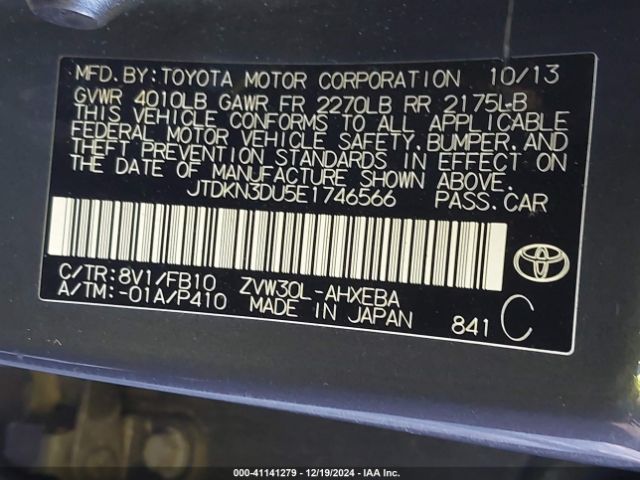 MFD.BY:TOYOTA MOTOR CORPORATION 10/13
GVWR 4010LB GAWR FR 2270LB RR 2175LB
THIS VEHICLE CONFORMS TO ALL APPLICABLE
FEDERAL MOTOR VEHICLE SAFETY,BUMPER, AND
THEFT PREVENTION STANDARDS IN EFFECT ON
THE DATE OF MANUFACTURE SHOWN ABOVE.
JTDKN3DU5E1746566 PASS.CAR
C/TR:8V1/FB10 ZVW30L-AHXEBA
A/TM:-01A/P410 MADE IN JAPAN 841 C
000-41141279 - 12/19/2024 - IAA Inc.